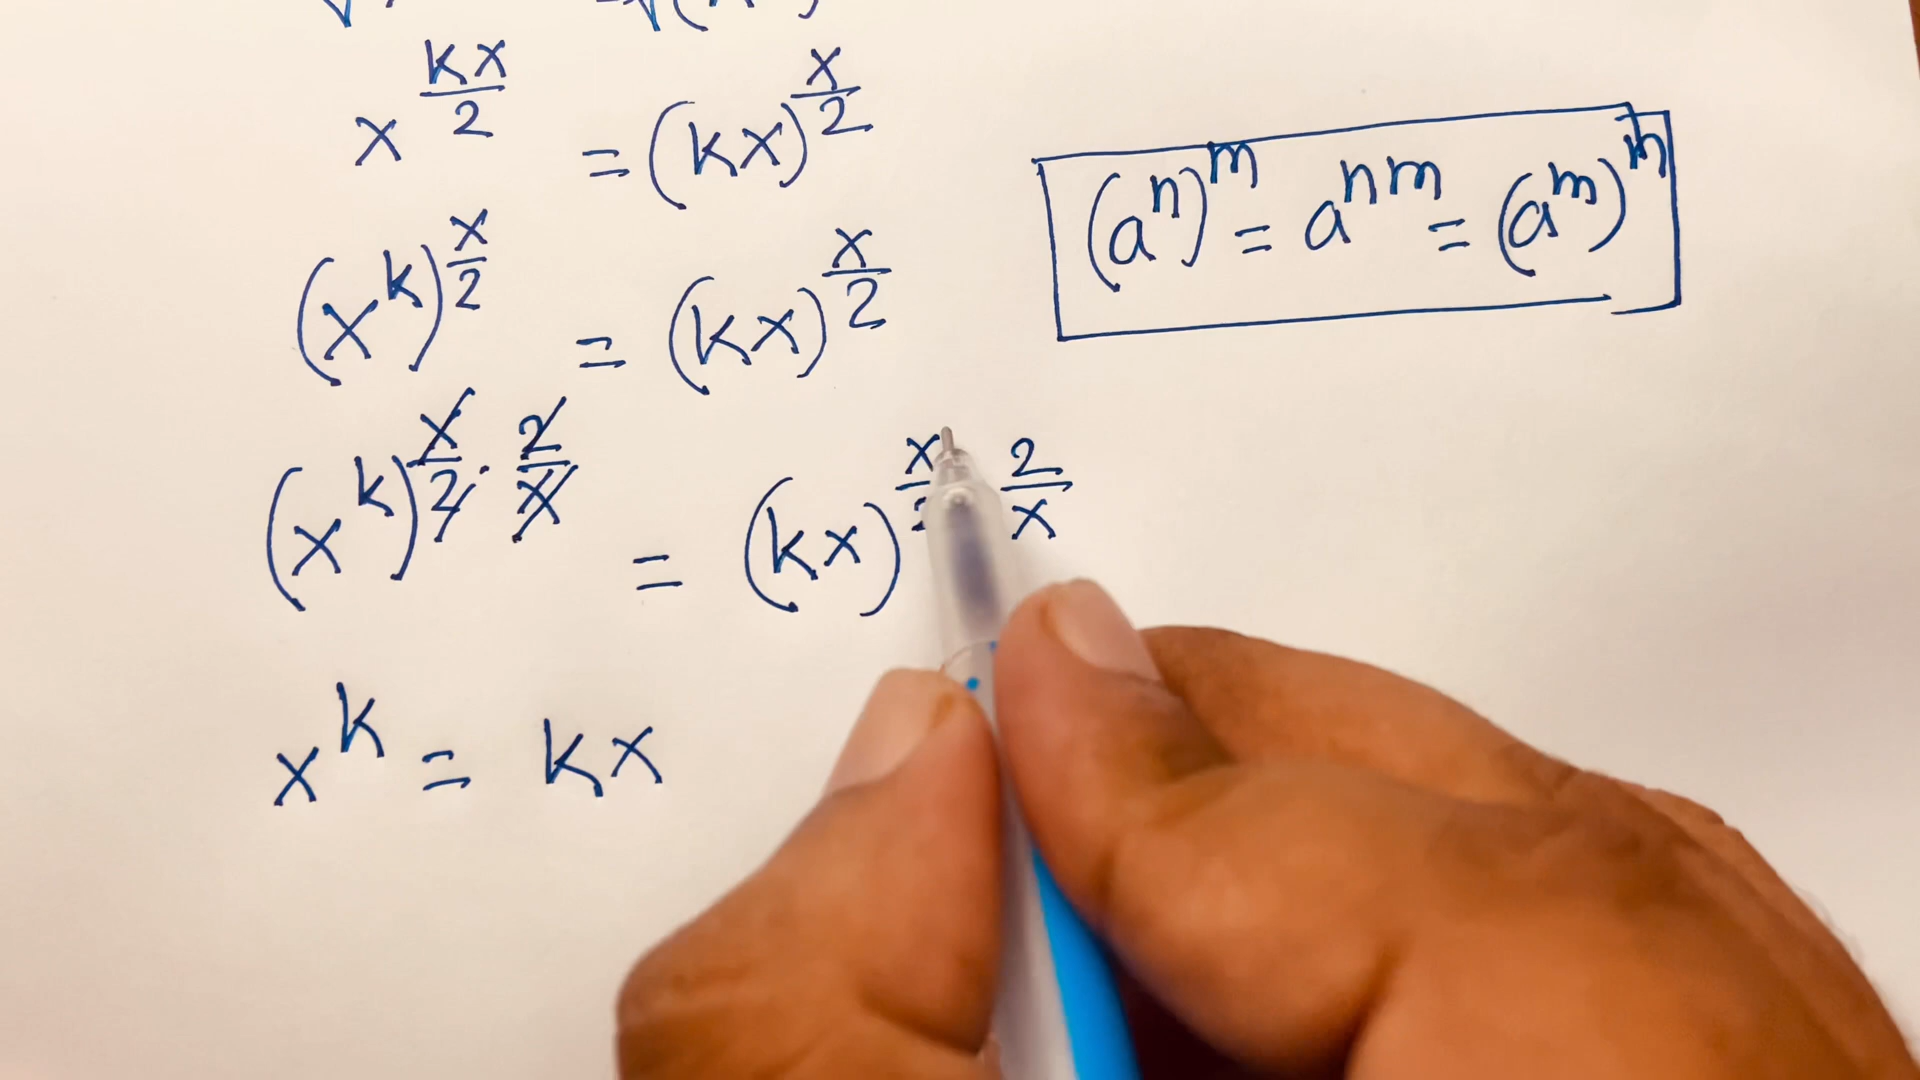 x^(kx/2) = (kx)^(x/2)
(a^n)^m = a^(nm) = (a^m)^n
(x^k)^(x/2) = (kx)^(x/2)
(x^k)^(x/2 · 2/x) = (kx)^(x/2 2/x)
x^k = kx